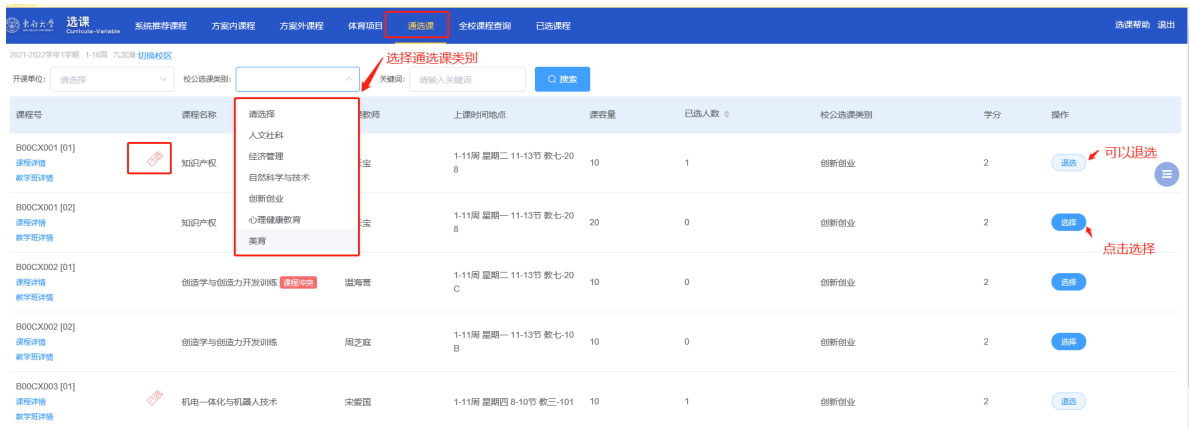 东南大学 选课 系统推荐课程 方案内课程 方案外课程 体育项目 通选课 全校课程查询 已选课程 选课帮助 退出
Curricula-Variable
2021-2022学年1学期 1-16周 九龙湖 切换校区
选择通选课类别
开课单位: 请选择 校公选课类别: 关键词: 请输入关键词 搜索
请选择
人文社科
经济管理
自然科学与技术
创新创业
心理健康教育
美育
课程号 课程名称 教师 上课时间地点 课容量 已选人数 校公选课类别 学分 操作
B00CX001 [01]
课程详情 已选 知识产权 宝 1-11周 星期二 11-13节 教七-20
8 10 1 创新创业 2 退选 可以退选
教学班详情
B00CX001 [02]
课程详情 知识产权 宝 1-11周 星期一 11-13节 教七-20
8 20 0 创新创业 2 选择
教学班详情
点击选择
B00CX002 [01]
课程详情 创造学与创造力开发训练 课程冲突 温海营 1-11周 星期二 11-13节 教七-20
C 10 0 创新创业 2 选择
教学班详情
B00CX002 [02]
课程详情 创造学与创造力开发训练 周芝庭 1-11周 星期一 11-13节 教七-10
B 10 0 创新创业 2 选择
教学班详情
B00CX003 [01]
课程详情 已选 机电一体化与机器人技术 宋爱国 1-11周 星期四 8-10节 教三-101 10 1 创新创业 2 退选
教学班详情